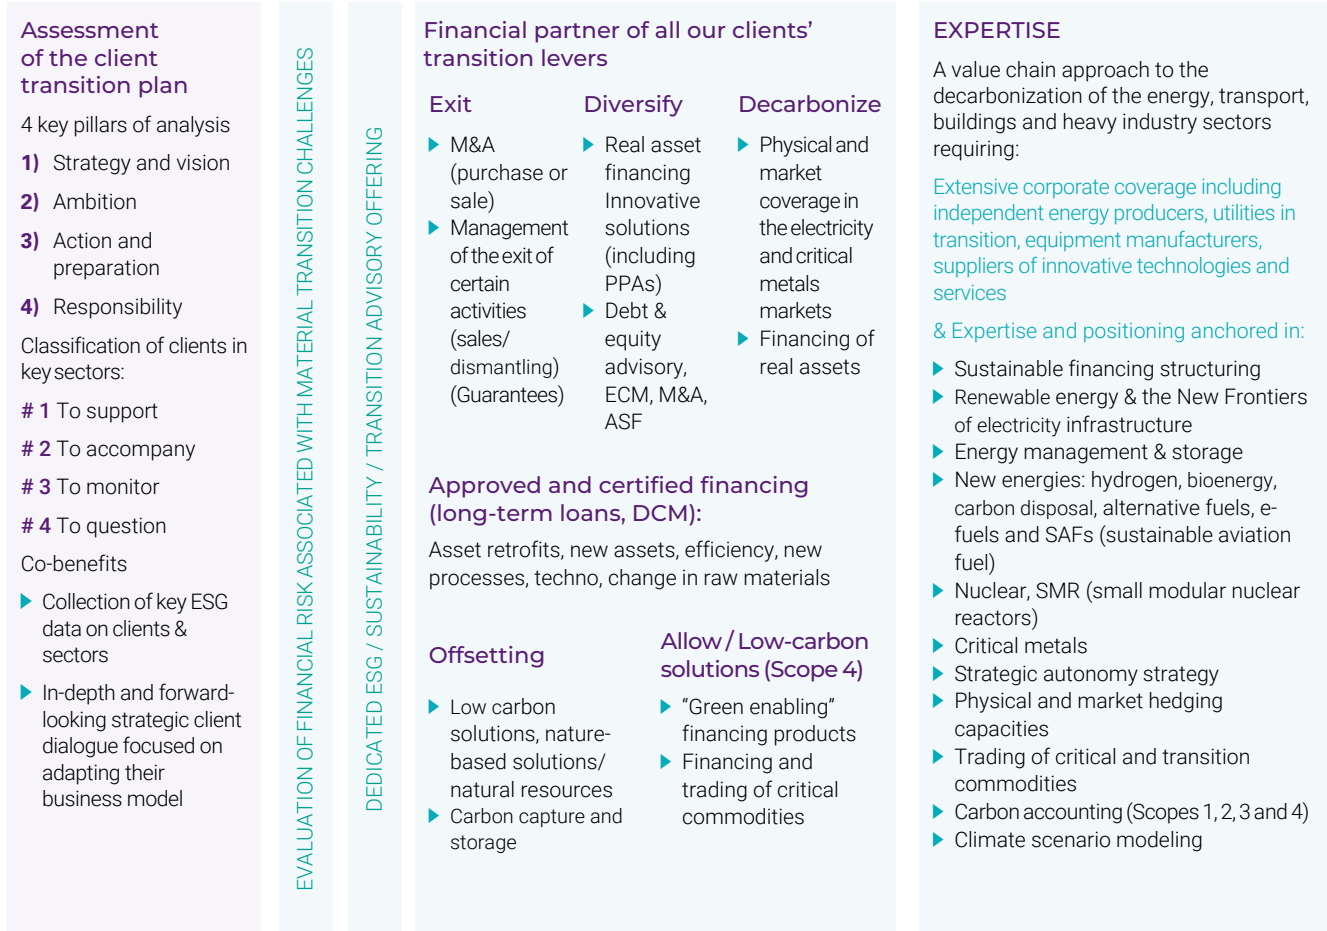 Assessment
of the client
transition plan
4 key pillars of analysis
1) Strategy and vision
2) Ambition
3) Action and
preparation
4) Responsibility
Classification of clients in
key sectors:
# 1 To support
# 2 To accompany
# 3 To monitor
# 4 To question
Co-benefits
Collection of key ESG
data on clients &
sectors
In-depth and forward-
looking strategic client
dialogue focused on
adapting their
business model
EVALUATION OF FINANCIAL RISK ASSOCIATED WITH MATERIAL TRANSITION CHALLENGES
DEDICATED ESG / SUSTAINABILITY / TRANSITION ADVISORY OFFERING
Financial partner of all our clients’
transition levers
Exit
M&A
(purchase or
sale)
Management
of the exit of
certain
activities
(sales/
dismantling)
(Guarantees)
Diversify
Real asset
financing
Innovative
solutions
(including
PPAs)
Debt &
equity
advisory,
ECM, M&A,
ASF
Decarbonize
Physical and
market
coverage in
the electricity
and critical
metals
markets
Financing of
real assets
Approved and certified financing
(long-term loans, DCM):
Asset retrofits, new assets, efficiency, new
processes, techno, change in raw materials
Offsetting
Low carbon
solutions, nature-
based solutions/
natural resources
Carbon capture and
storage
Allow / Low-carbon
solutions (Scope 4)
“Green enabling”
financing products
Financing and
trading of critical
commodities
EXPERTISE
A value chain approach to the
decarbonization of the energy, transport,
buildings and heavy industry sectors
requiring:
Extensive corporate coverage including
independent energy producers, utilities in
transition, equipment manufacturers,
suppliers of innovative technologies and
services
& Expertise and positioning anchored in:
Sustainable financing structuring
Renewable energy & the New Frontiers
of electricity infrastructure
Energy management & storage
New energies: hydrogen, bioenergy,
carbon disposal, alternative fuels, e-
fuels and SAFs (sustainable aviation
fuel)
Nuclear, SMR (small modular nuclear
reactors)
Critical metals
Strategic autonomy strategy
Physical and market hedging
capacities
Trading of critical and transition
commodities
Carbon accounting (Scopes 1, 2, 3 and 4)
Climate scenario modeling